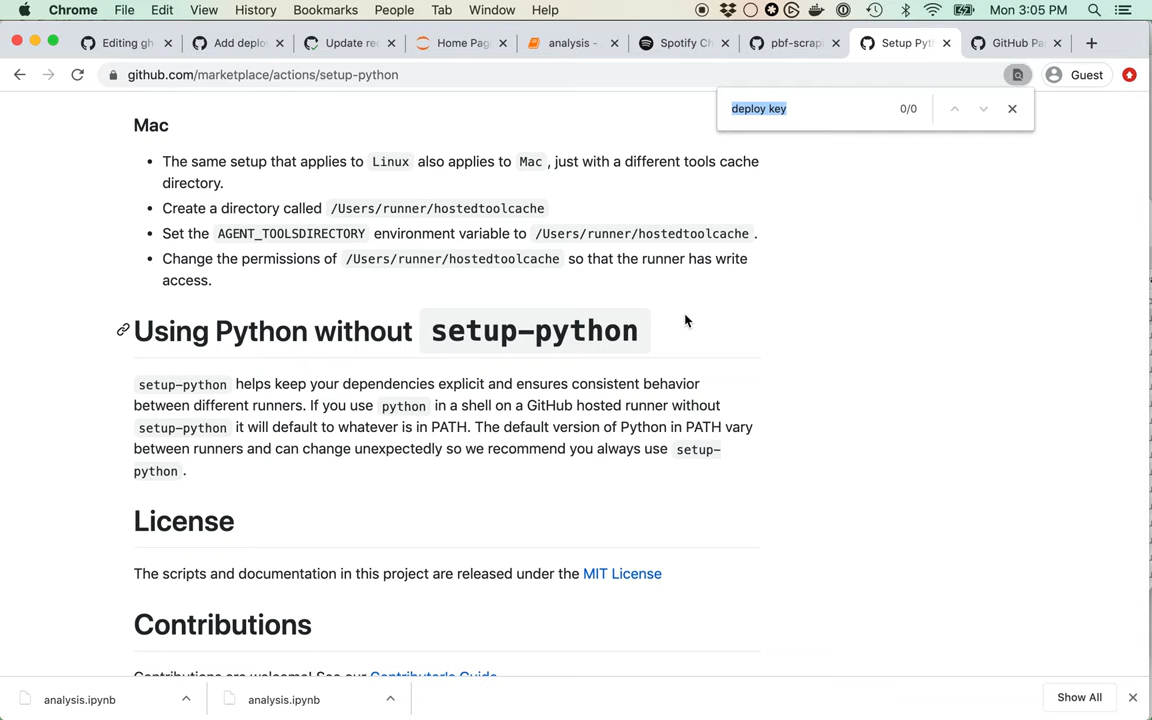 Chrome File Edit View History Bookmarks People Tab Window Help Mon 3:05 PM
Editing gh Add deplo Update re Home Pag analysis - Spotify Ch pbf-scrap Setup Pyt GitHub Pa
github.com/marketplace/actions/setup-python Guest
deploy key 0/0
Mac
• The same setup that applies to Linux also applies to Mac, just with a different tools cache
directory.
• Create a directory called /Users/runner/hostedtoolcache
• Set the AGENT_TOOLSDIRECTORY environment variable to /Users/runner/hostedtoolcache.
• Change the permissions of /Users/runner/hostedtoolcache so that the runner has write
access.
Using Python without setup-python
setup-python helps keep your dependencies explicit and ensures consistent behavior
between different runners. If you use python in a shell on a GitHub hosted runner without
setup-python it will default to whatever is in PATH. The default version of Python in PATH vary
between runners and can change unexpectedly so we recommend you always use setup-
python.
License
The scripts and documentation in this project are released under the MIT License
Contributions
Contributions are welcome! See our Contributor's Guide
analysis.ipynb analysis.ipynb Show All